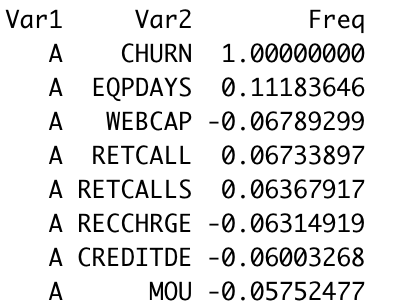 Var1 Var2 Freq
A CHURN 1.00000000
A EQPDAYS 0.11183646
A WEBCAP -0.06789299
A RETCALL 0.06733897
A RETCALLS 0.06367917
A RECCHRGE -0.06314919
A CREDITDE -0.06003268
A MOU -0.05752477